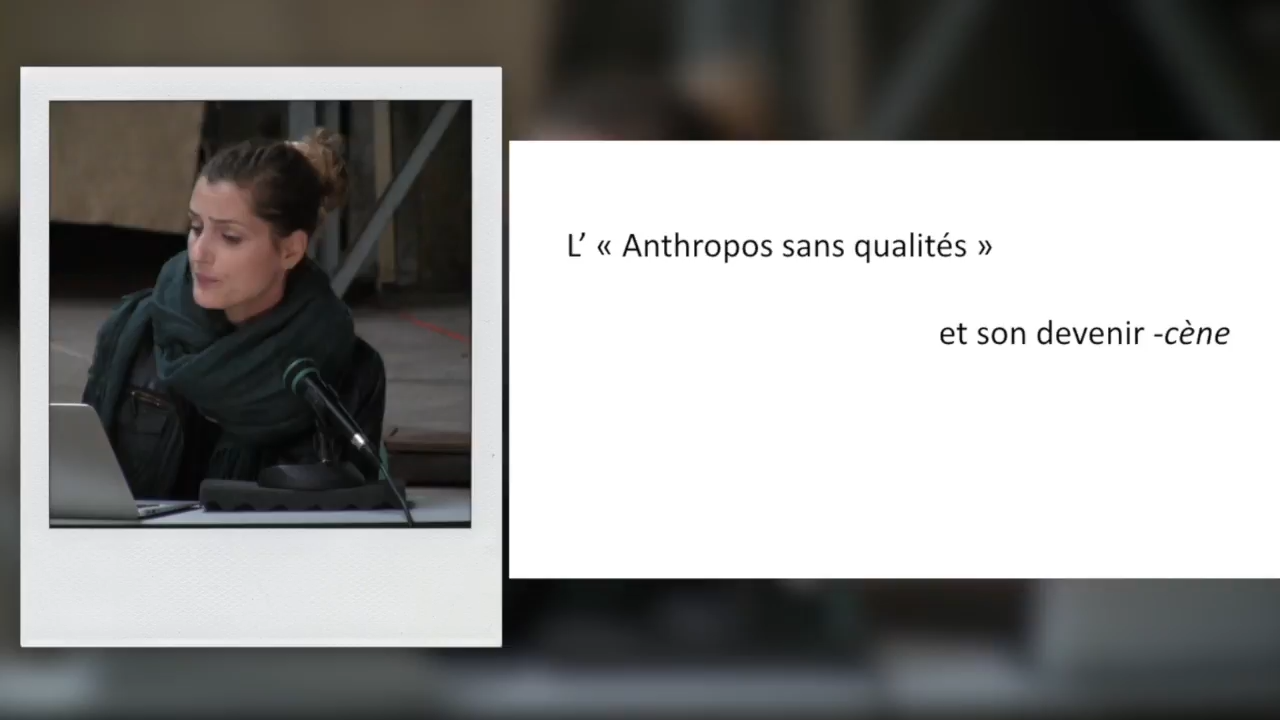 L’ « Anthropos sans qualités »
et son devenir -cène